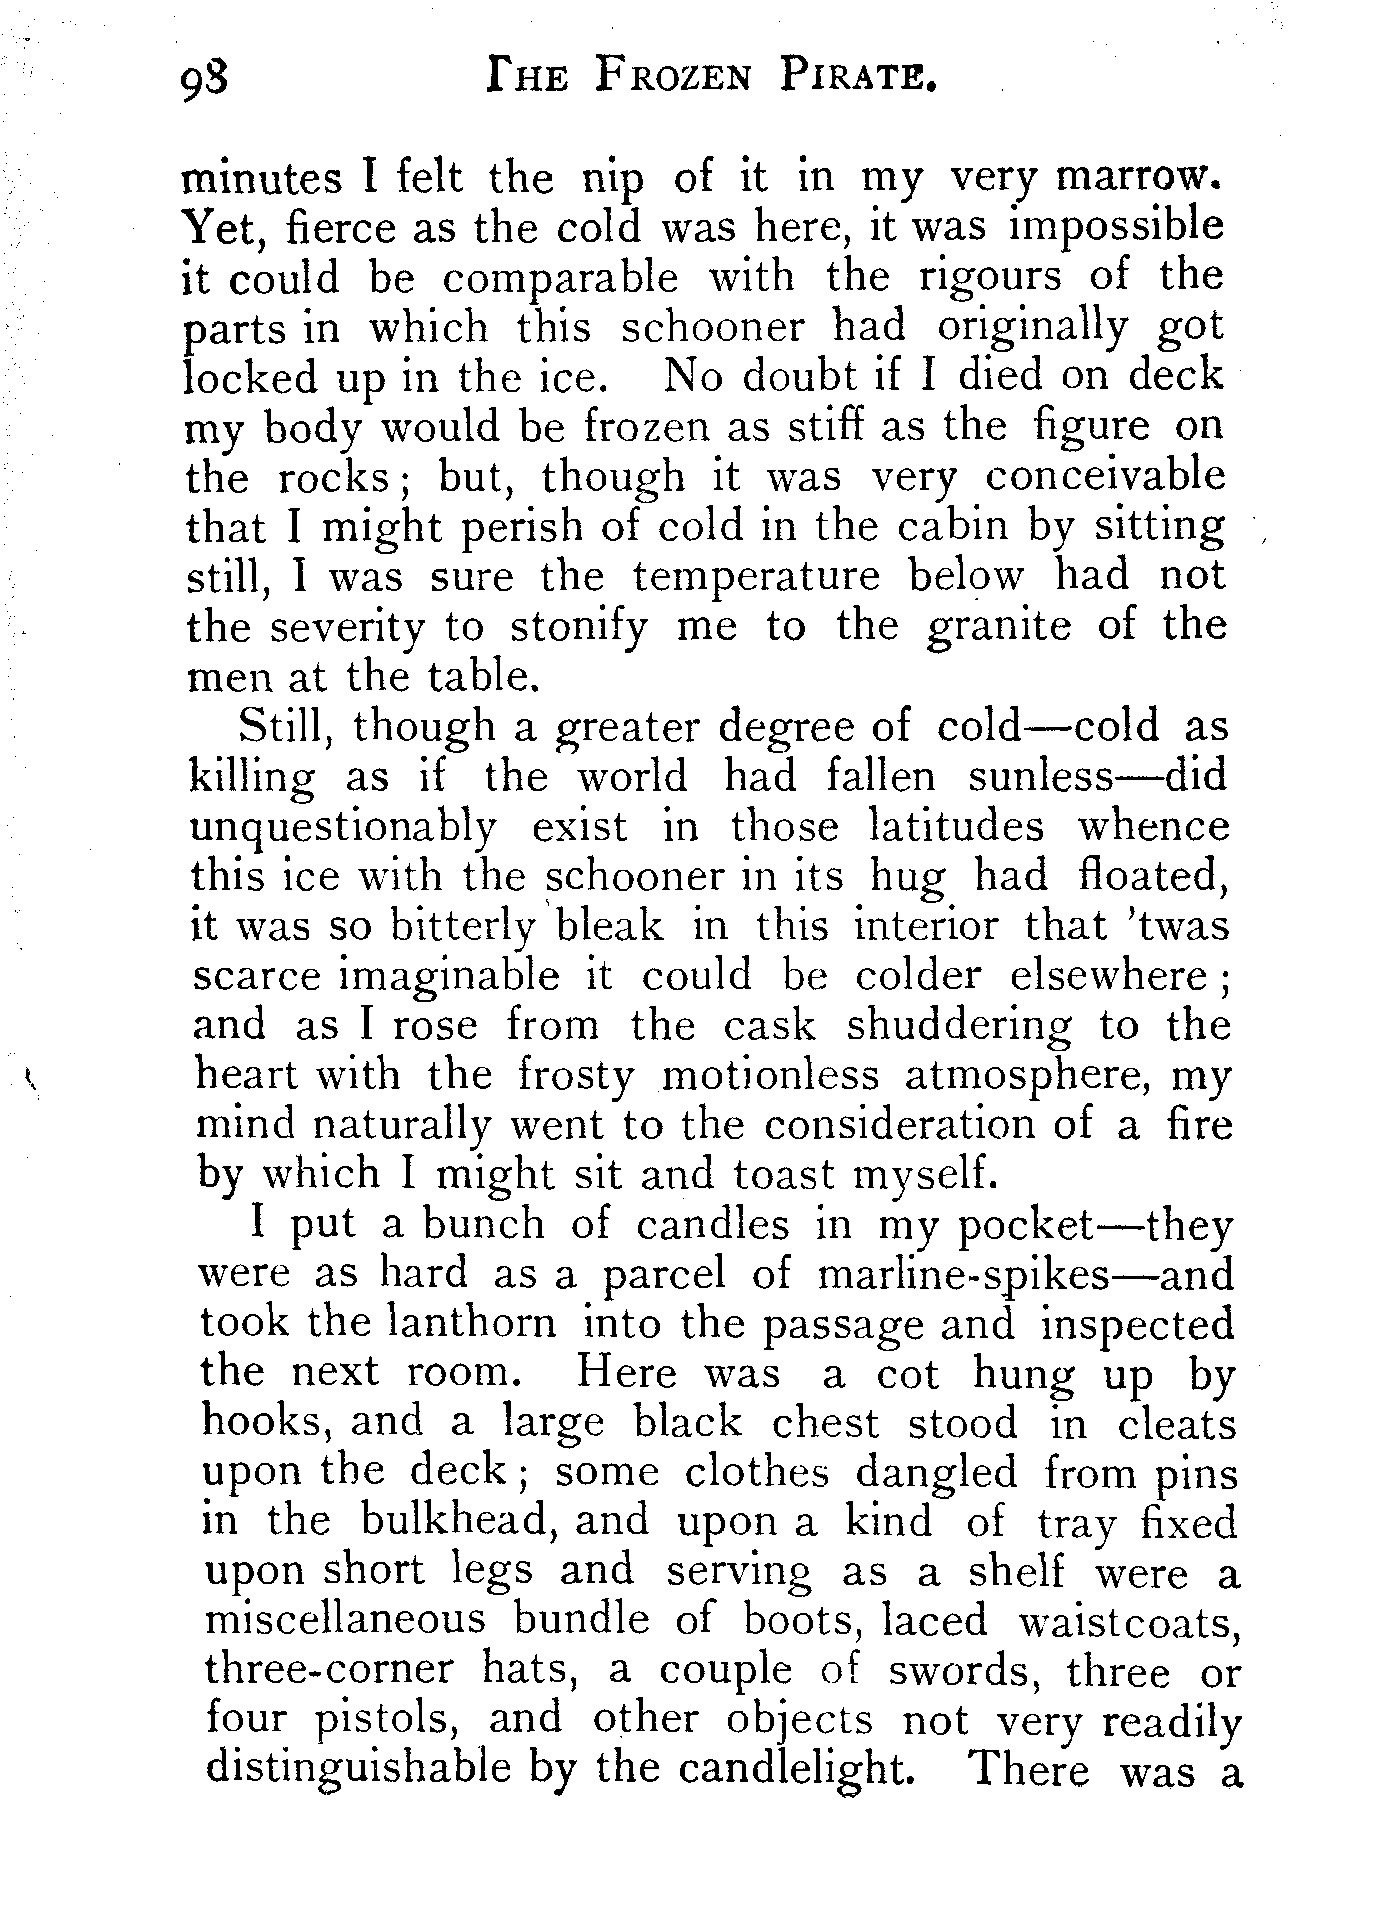 98 THE FROZEN PIRATE.
minutes I felt the nip of it in my very marrow.
Yet, fierce as the cold was here, it was impossible
it could be comparable with the rigours of the
parts in which this schooner had originally got
locked up in the ice. No doubt if I died on deck
my body would be frozen as stiff as the figure on
the rocks ; but, though it was very conceivable
that I might perish of cold in the cabin by sitting
still, I was sure the temperature below had not
the severity to stonify me to the granite of the
men at the table.
Still, though a greater degree of cold—cold as
killing as if the world had fallen sunless—did
unquestionably exist in those latitudes whence
this ice with the schooner in its hug had floated,
it was so bitterly bleak in this interior that 'twas
scarce imaginable it could be colder elsewhere ;
and as I rose from the cask shuddering to the
heart with the frosty motionless atmosphere, my
mind naturally went to the consideration of a fire
by which I might sit and toast myself.
I put a bunch of candles in my pocket—they
were as hard as a parcel of marline-spikes—and
took the lanthorn into the passage and inspected
the next room. Here was a cot hung up by
hooks, and a large black chest stood in cleats
upon the deck ; some clothes dangled from pins
in the bulkhead, and upon a kind of tray fixed
upon short legs and serving as a shelf were a
miscellaneous bundle of boots, laced waistcoats,
three-corner hats, a couple of swords, three or
four pistols, and other objects not very readily
distinguishable by the candlelight. There was a